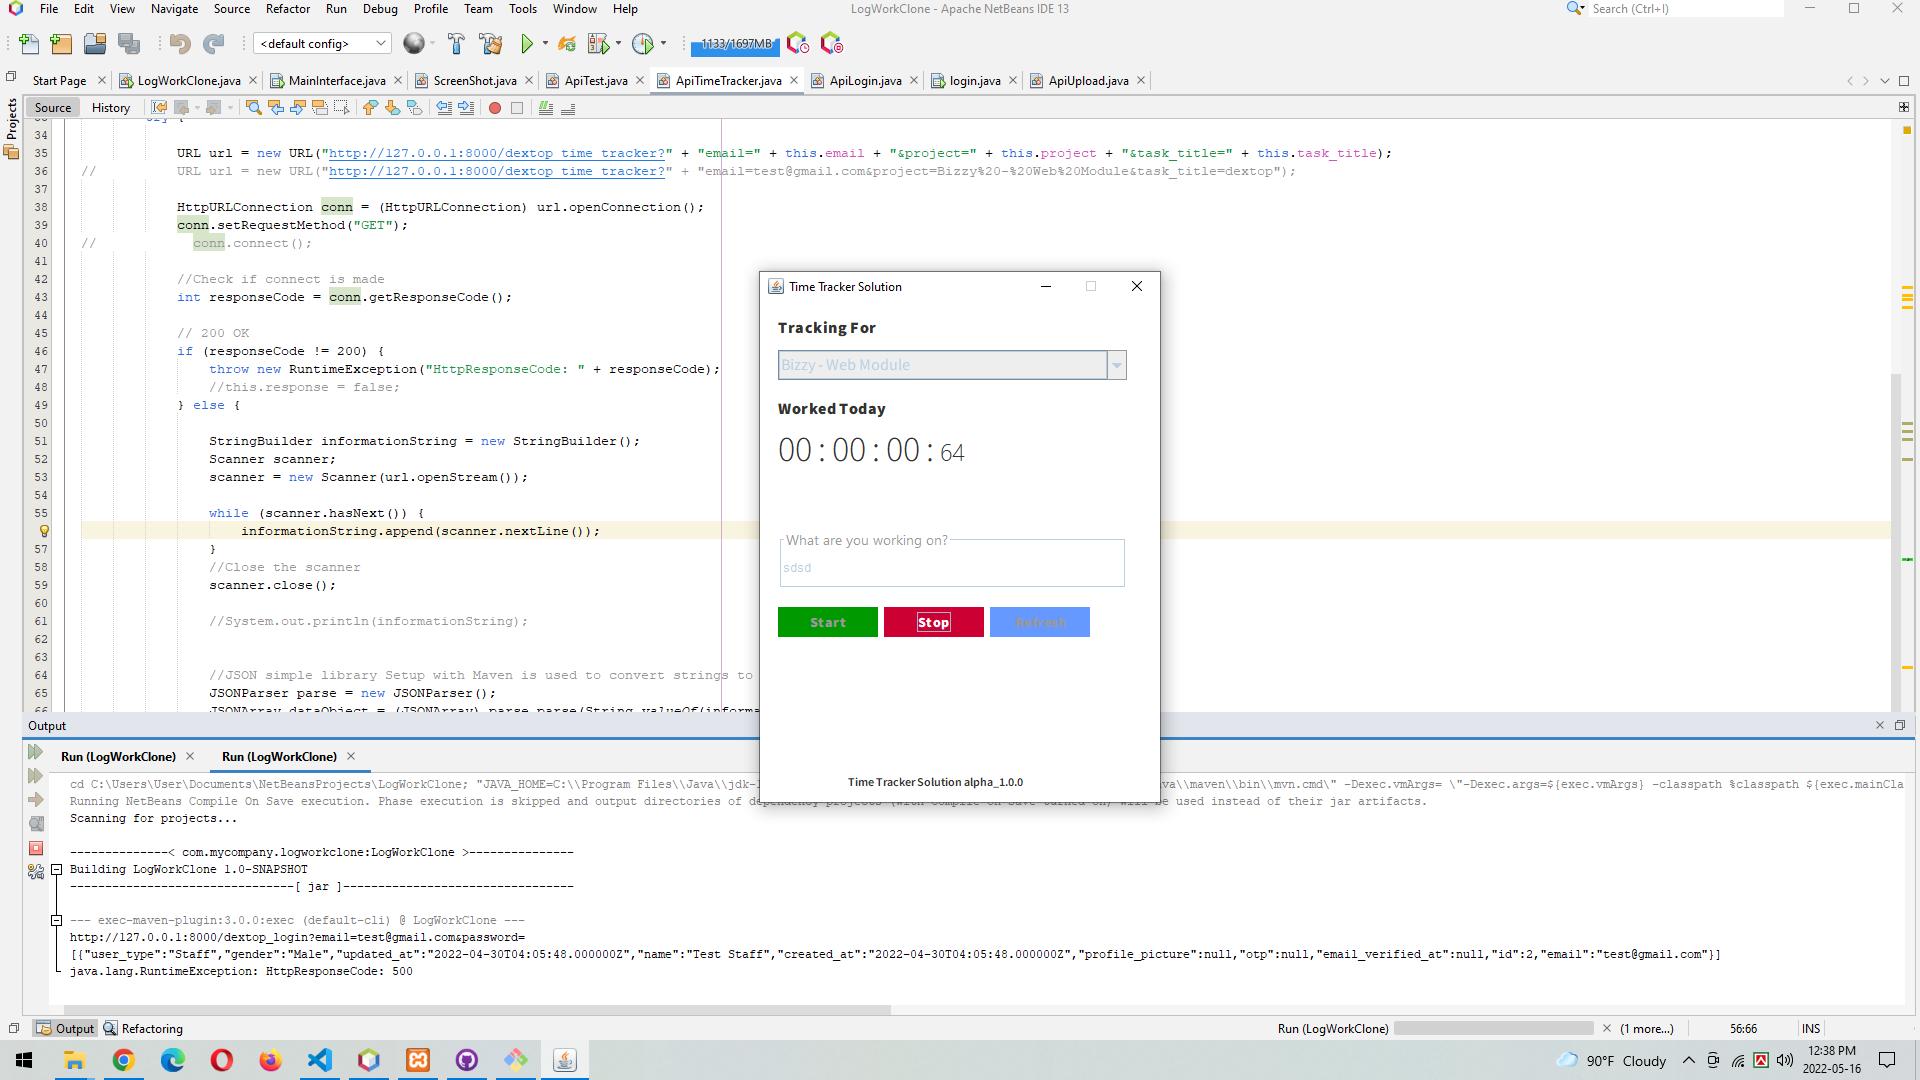 File Edit View Navigate Source Refactor Run Debug Profile Team Tools Window Help LogWorkClone - Apache NetBeans IDE 13 Search (Ctrl+I)
<default config> 1133/1697MB
Start Page LogWorkClone.java MainInterface.java ScreenShot.java ApiTest.java ApiTimeTracker.java ApiLogin.java login.java ApiUpload.java
Projects
Source History
34
35 URL url = new URL("http://127.0.0.1:8000/dextop_time_tracker?" + "email=" + this.email + "&project=" + this.project + "&task_title=" + this.task_title);
36 // URL url = new URL("http://127.0.0.1:8000/dextop_time_tracker?" + "email=test@gmail.com&project=Bizzy%20-%20Web%20Module&task_title=dextop");
37
38 HttpURLConnection conn = (HttpURLConnection) url.openConnection();
39 conn.setRequestMethod("GET");
40 // conn.connect();
41
42 //Check if connect is made
43 int responseCode = conn.getResponseCode();
44
45 // 200 OK
46 if (responseCode != 200) {
47 throw new RuntimeException("HttpResponseCode: " + responseCode);
48 //this.response = false;
49 } else {
50
51 StringBuilder informationString = new StringBuilder();
52 Scanner scanner;
53 scanner = new Scanner(url.openStream());
54
55 while (scanner.hasNext()) {
informationString.append(scanner.nextLine());
57 }
58 //Close the scanner
59 scanner.close();
60
61 //System.out.println(informationString);
62
63
64 //JSON simple library Setup with Maven is used to convert strings to
65 JSONParser parse = new JSONParser();
66 JSONArray dataObject = (JSONArray) parse.parse(String.valueOf(informa
Time Tracker Solution
Tracking For
Bizzy - Web Module
Worked Today
00 : 00 : 00 : 64
What are you working on?
sdsd
Start Stop Refresh
Time Tracker Solution alpha_1.0.0
Output
Run (LogWorkClone) Run (LogWorkClone)
cd C:\Users\User\Documents\NetBeansProjects\LogWorkClone; "JAVA_HOME=C:\\Program Files\\Java\\jdk- va\\maven\\bin\\mvn.cmd\" -Dexec.vmArgs= \"-Dexec.args=${exec.vmArgs} -classpath %classpath ${exec.mainCla
Running NetBeans Compile On Save execution. Phase execution is skipped and output directories of dependency projects (with Compile on Save turned on) will be used instead of their jar artifacts.
Scanning for projects...
--------------< com.mycompany.logworkclone:LogWorkClone >---------------
Building LogWorkClone 1.0-SNAPSHOT
--------------------------------[ jar ]---------------------------------
--- exec-maven-plugin:3.0.0:exec (default-cli) @ LogWorkClone ---
http://127.0.0.1:8000/dextop_login?email=test@gmail.com&password=
[{"user_type":"Staff","gender":"Male","updated_at":"2022-04-30T04:05:48.000000Z","name":"Test Staff","created_at":"2022-04-30T04:05:48.000000Z","profile_picture":null,"otp":null,"email_verified_at":null,"id":2,"email":"test@gmail.com"}]
java.lang.RuntimeException: HttpResponseCode: 500
Output Refactoring Run (LogWorkClone) (1 more...) 56:66 INS
90°F Cloudy 12:38 PM
2022-05-16